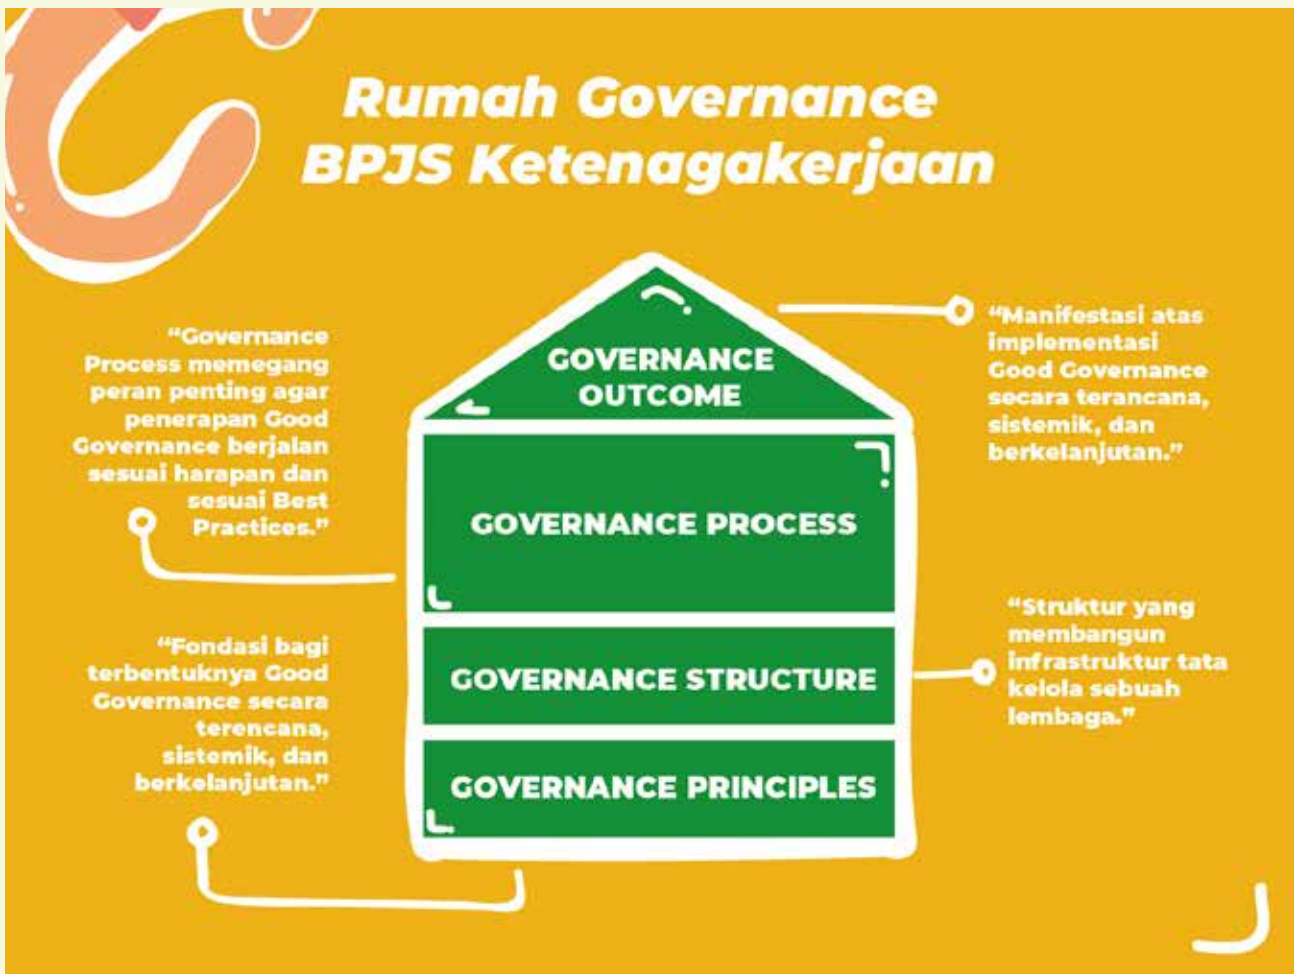 Rumah Governance
BPJS Ketenagakerjaan
“Governance
Process memegang
peran penting agar
penerapan Good
Governance berjalan
sesuai harapan dan
sesuai Best
Practices.”
“Fondasi bagi
terbentuknya Good
Governance secara
terencana,
sistemik, dan
berkelanjutan.”
GOVERNANCE
OUTCOME
GOVERNANCE PROCESS
GOVERNANCE STRUCTURE
GOVERNANCE PRINCIPLES
“Manifestasi atas
implementasi
Good Governance
secara terancana,
sistemik, dan
berkelanjutan.”
“Struktur yang
membangun
infrastruktur tata
kelola sebuah
lembaga.”